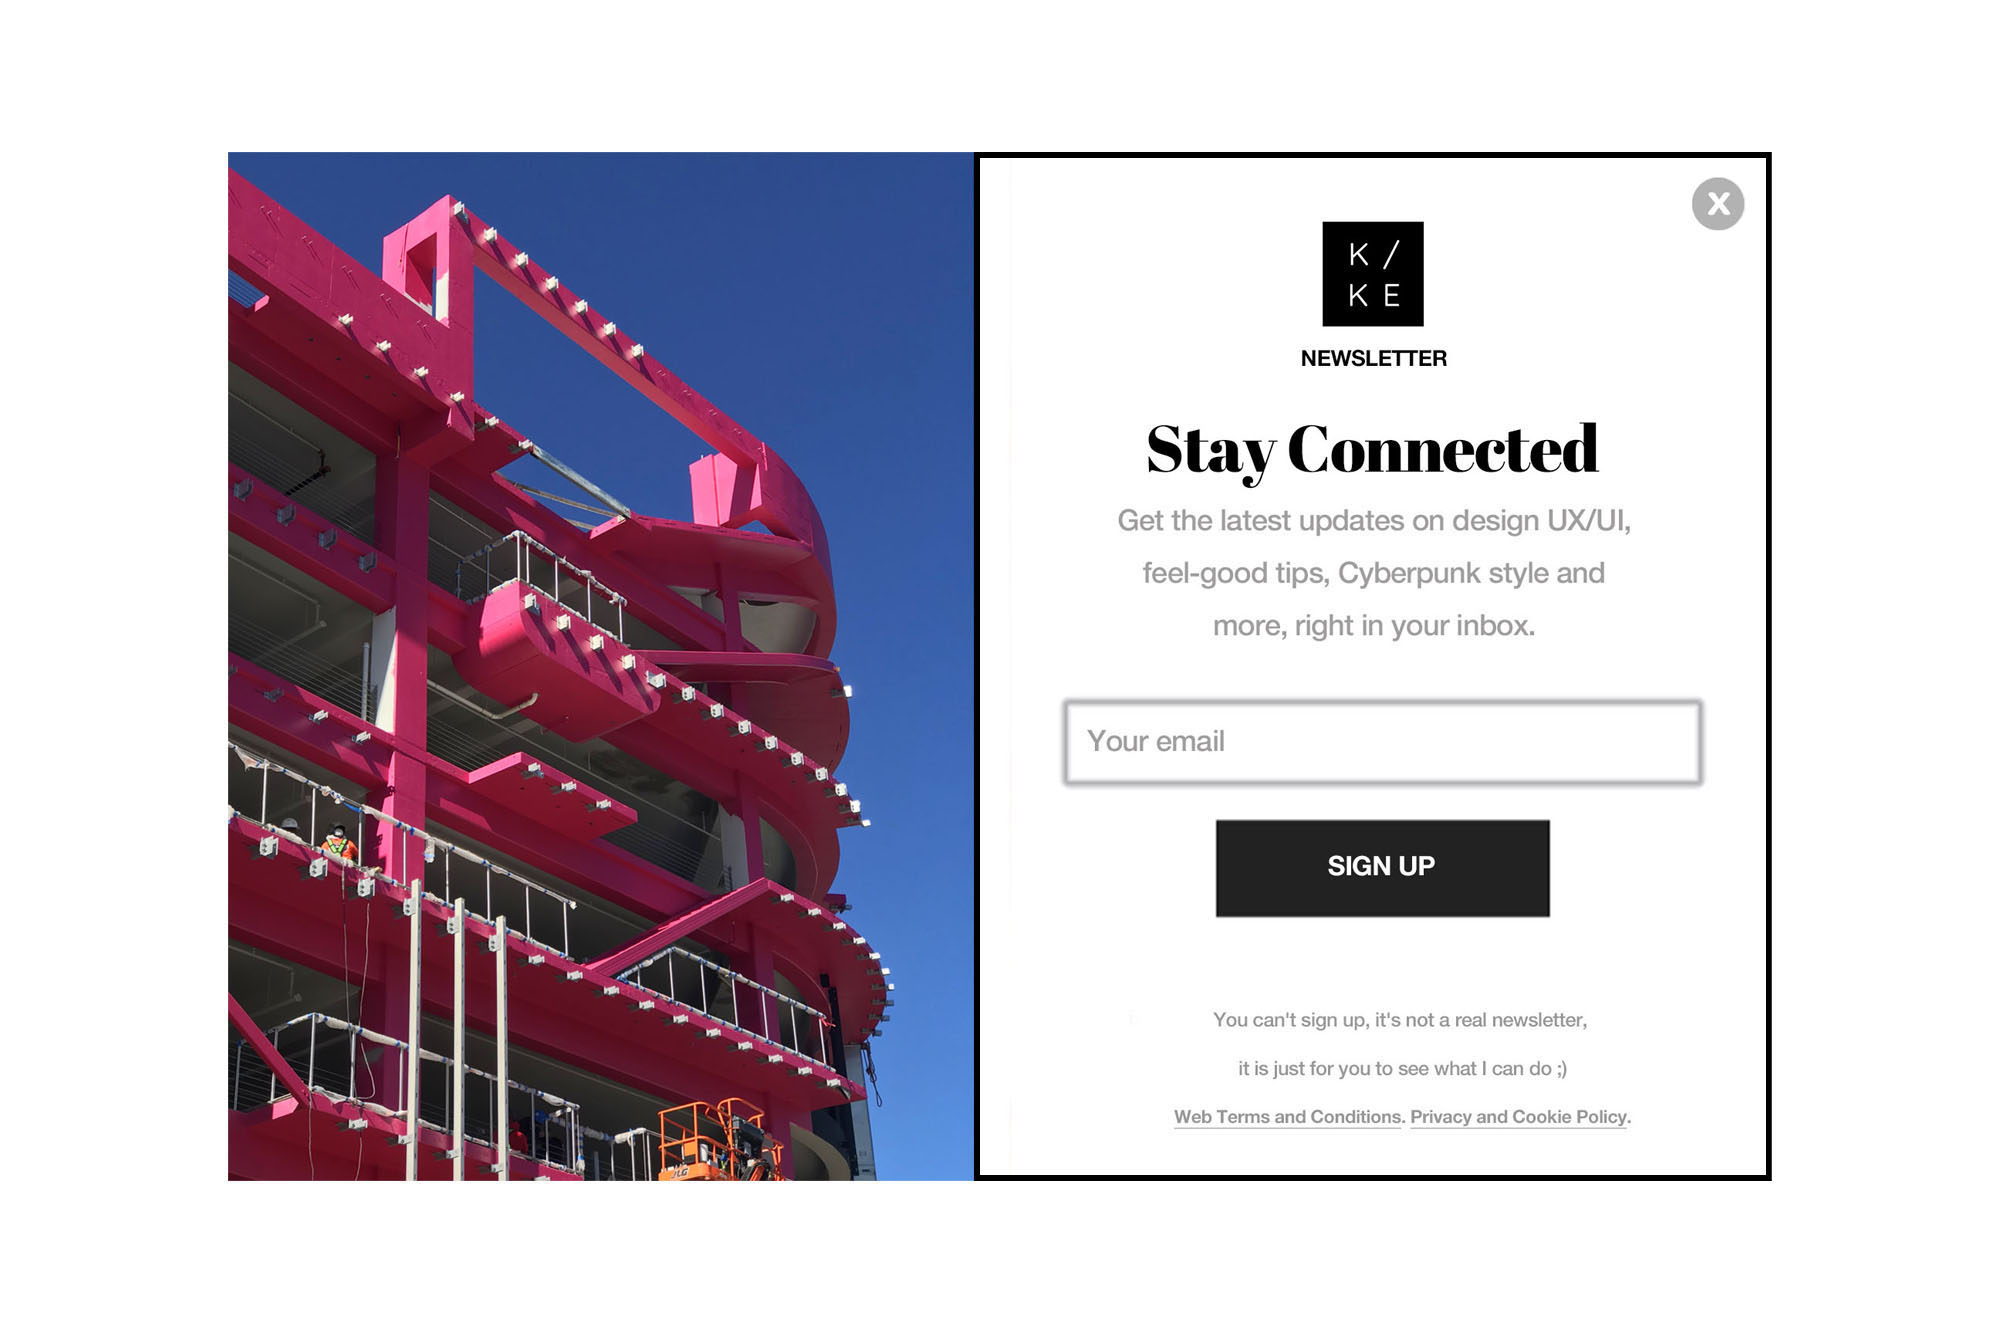 X
K /
K E
NEWSLETTER
Stay Connected
Get the latest updates on design UX/UI,
feel-good tips, Cyberpunk style and
more, right in your inbox.
Your email
SIGN UP
You can't sign up, it's not a real newsletter,
it is just for you to see what I can do ;)
Web Terms and Conditions. Privacy and Cookie Policy.
JLG